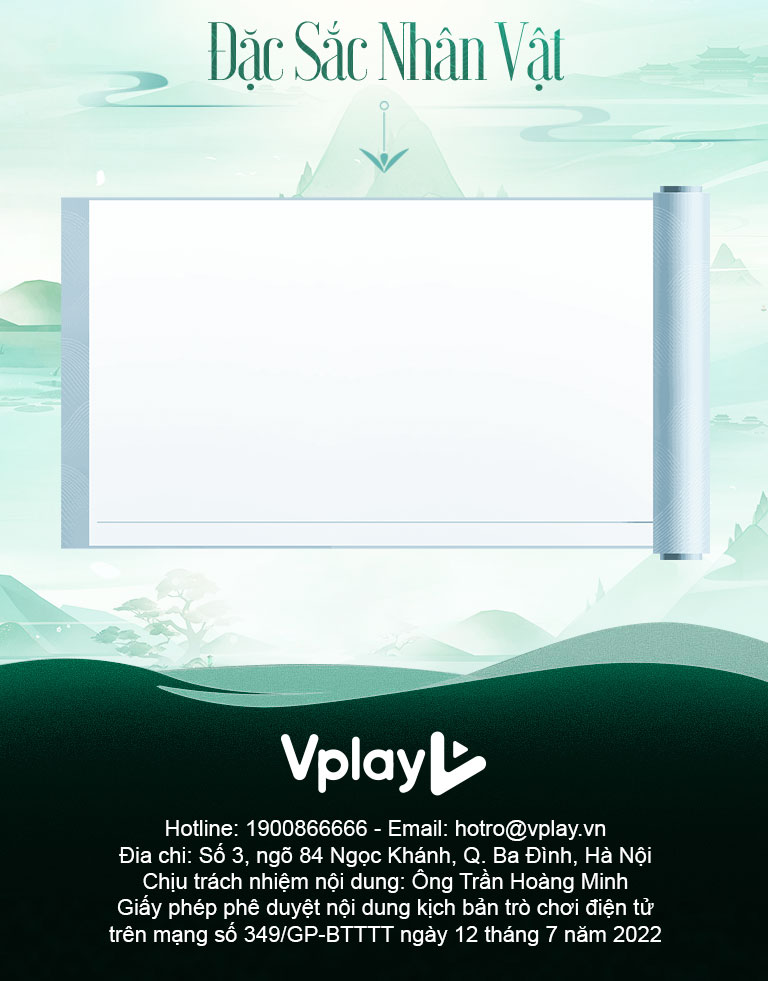 Đặc Sắc Nhân Vật
Vplay
Hotline: 1900866666 - Email: hotro@vplay.vn
Đia chi: Số 3, ngõ 84 Ngọc Khánh, Q. Ba Đình, Hà Nội
Chịu trách nhiệm nội dung: Ông Trần Hoàng Minh
Giấy phép phê duyệt nội dung kịch bản trò chơi điện tử
trên mạng số 349/GP-BTTTT ngày 12 tháng 7 năm 2022